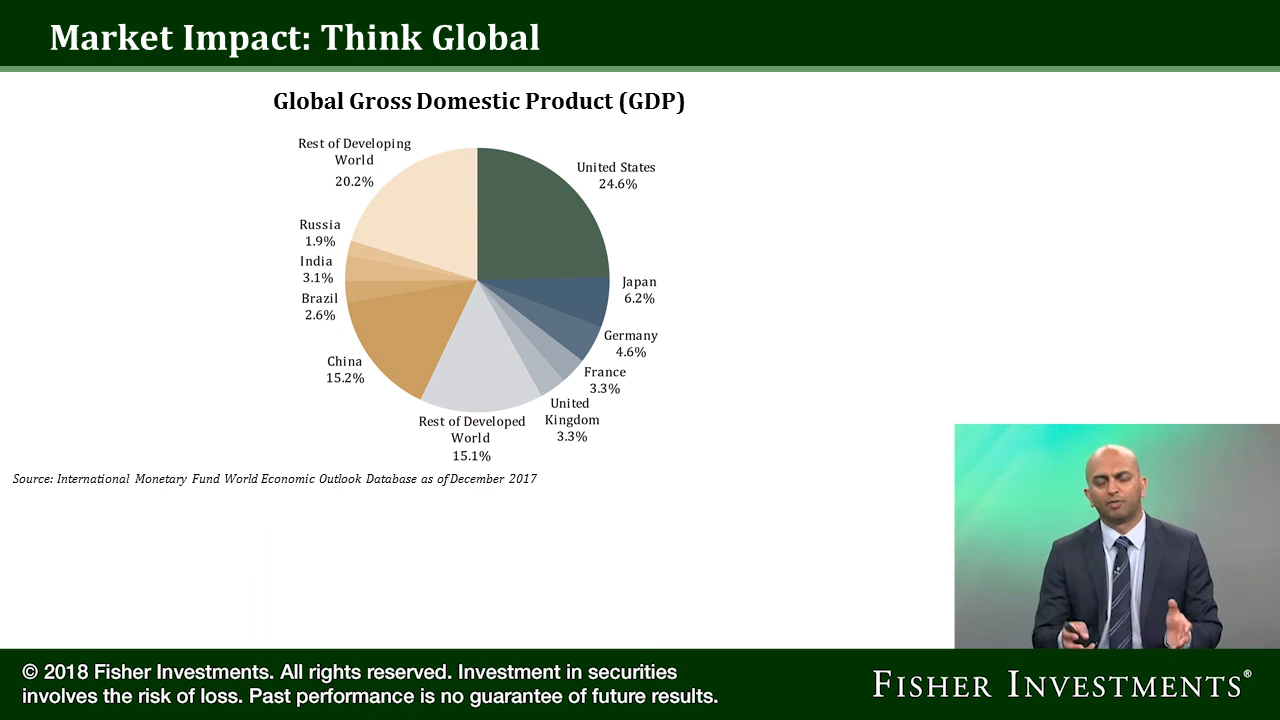 Market Impact: Think Global
Global Gross Domestic Product (GDP)
Rest of Developing
World
20.2%
United States
24.6%
Russia
1.9%
India
3.1%
Brazil
2.6%
China
15.2%
Japan
6.2%
Germany
4.6%
France
3.3%
United
Kingdom
3.3%
Rest of Developed
World
15.1%
Source: International Monetary Fund World Economic Outlook Database as of December 2017
© 2018 Fisher Investments. All rights reserved. Investment in securities
involves the risk of loss. Past performance is no guarantee of future results.
FISHER INVESTMENTS®